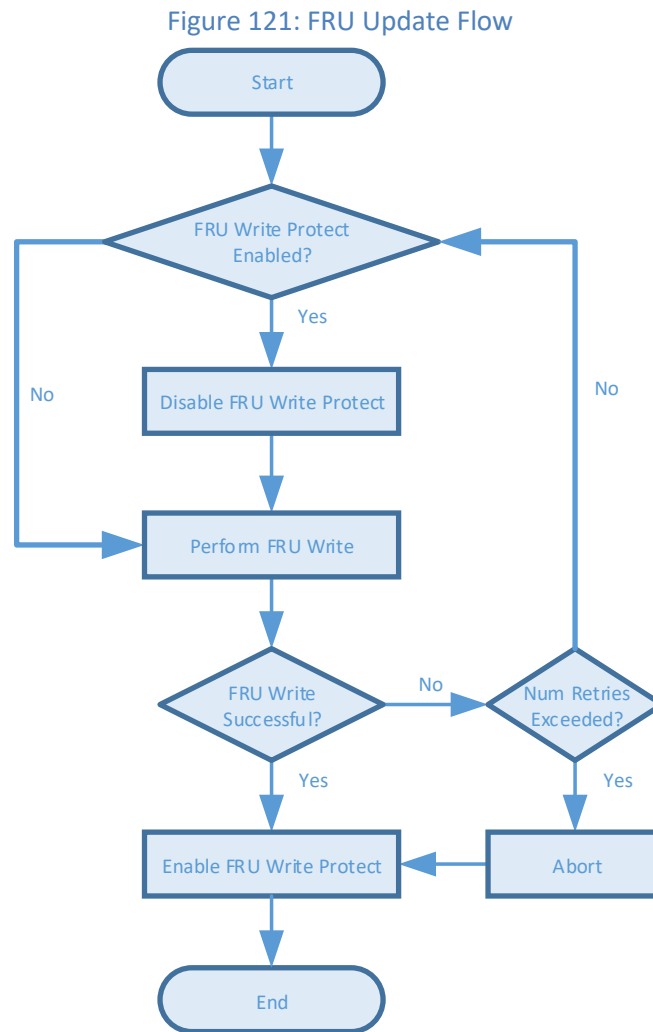 Figure 121: FRU Update Flow
Start
FRU Write Protect
Enabled?
Yes
No
No
Disable FRU Write Protect
Perform FRU Write
FRU Write
Successful?
No
Num Retries
Exceeded?
Yes
Yes
Enable FRU Write Protect
Abort
End